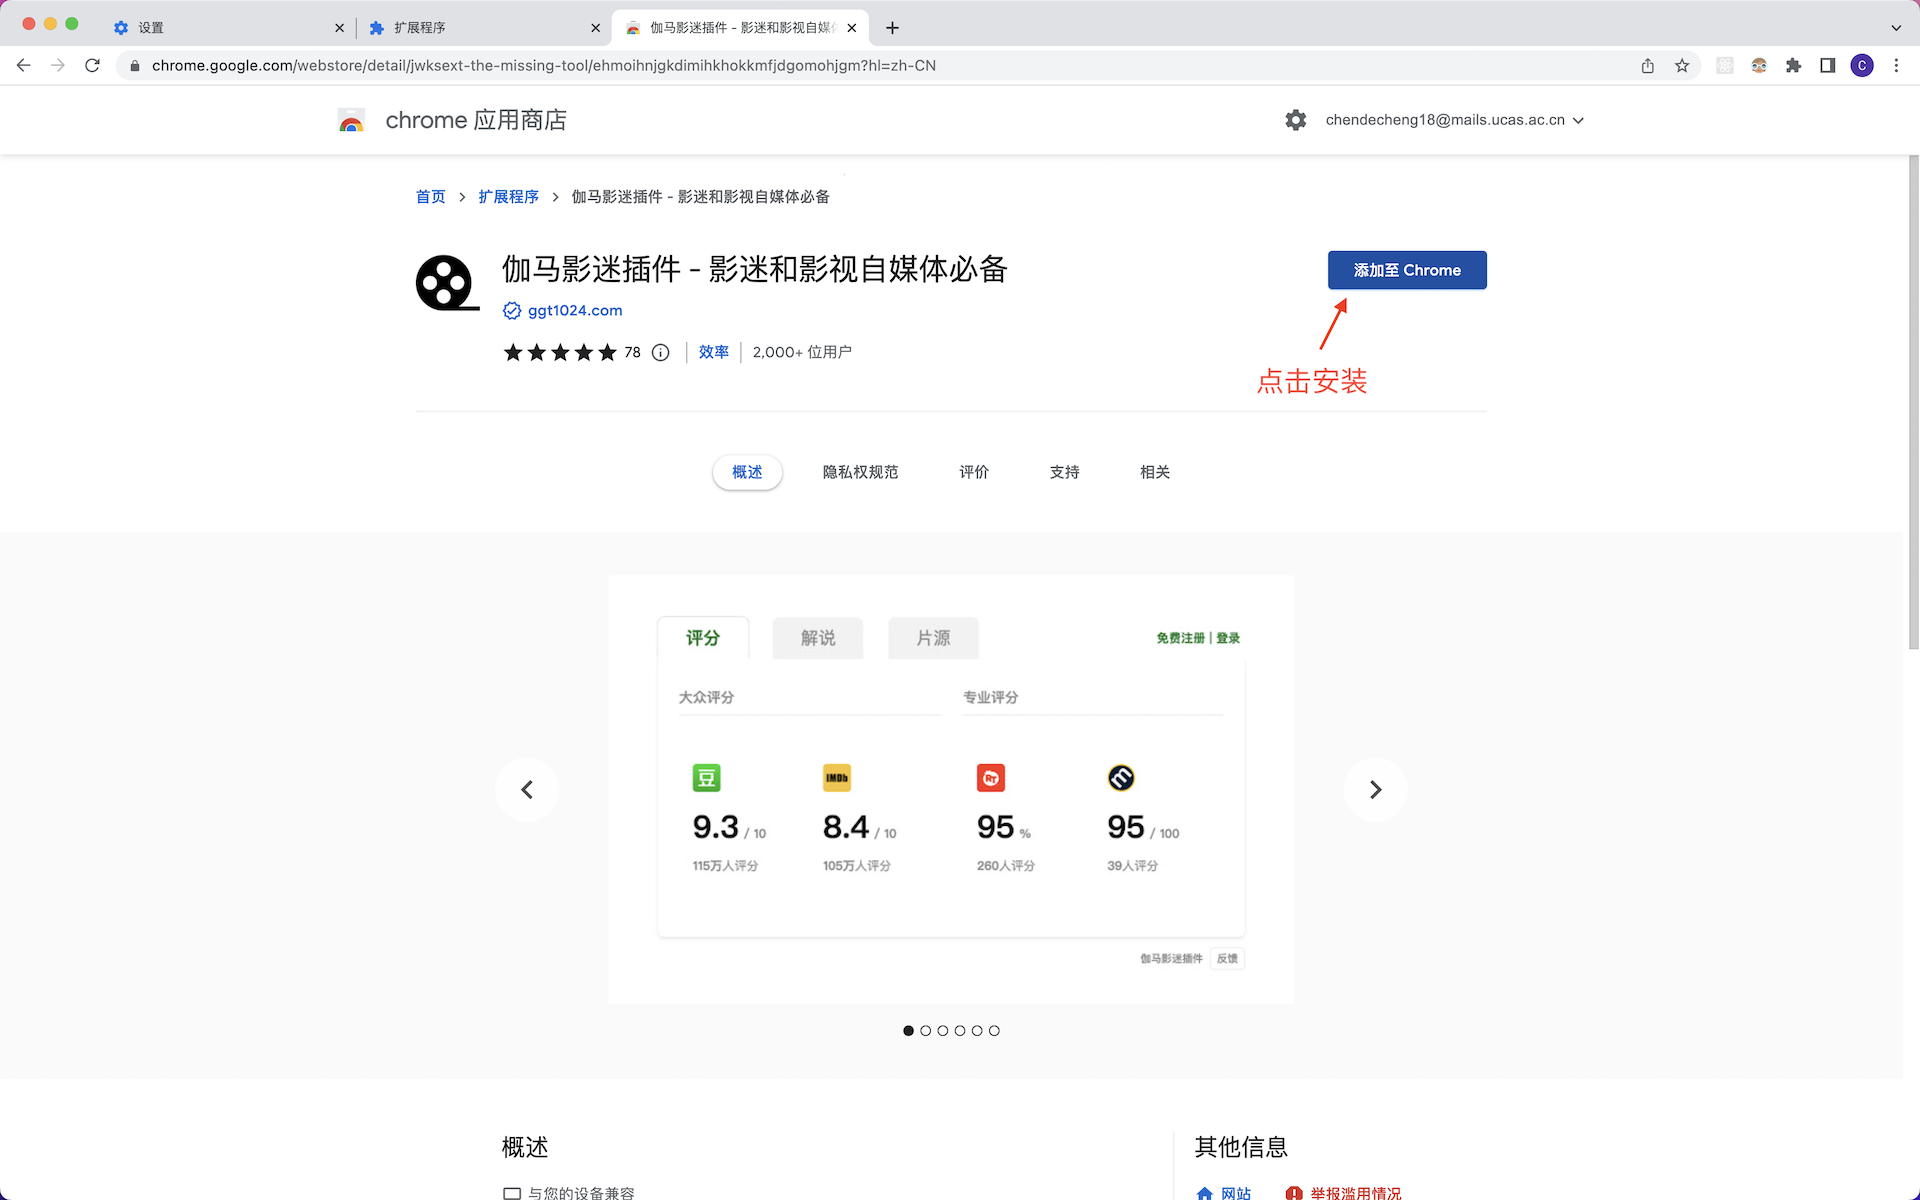 设置
扩展程序
伽马影迷插件 - 影迷和影视自媒体
chrome.google.com/webstore/detail/jwksext-the-missing-tool/ehmoihnjgkdimihkhokkmfjdgomohjgm?hl=zh-CN
C
chrome 应用商店
chendecheng18@mails.ucas.ac.cn
首页 > 扩展程序 > 伽马影迷插件 - 影迷和影视自媒体必备
伽马影迷插件 - 影迷和影视自媒体必备
添加至 Chrome
ggt1024.com
78
效率
2,000+ 位用户
点击安装
概述
隐私权规范
评价
支持
相关
评分
解说
片源
免费注册 | 登录
大众评分
专业评分
豆
IMDb
RT
m
9.3 / 10
8.4 / 10
95 %
95 / 100
115万人评分
105万人评分
260人评分
39人评分
伽马影迷插件
反馈
概述
其他信息
与您的设备兼容
网站
举报滥用情况